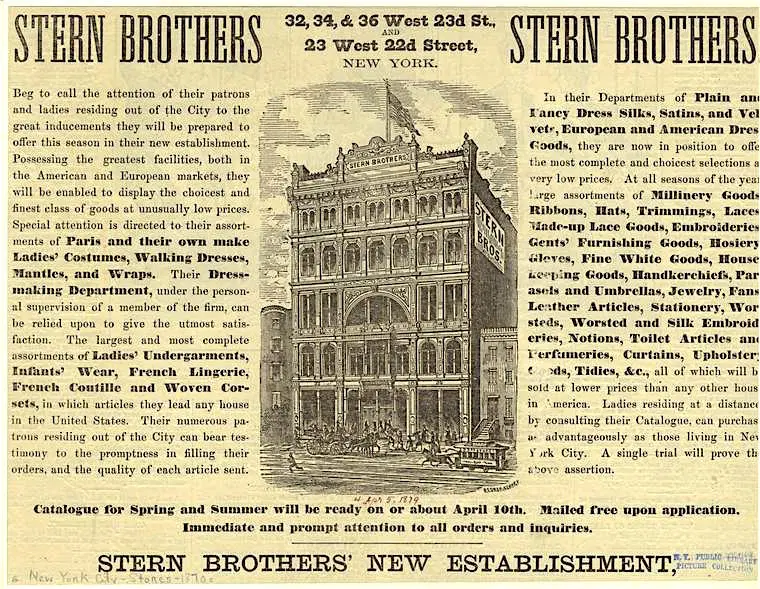 STERN BROTHERS
32, 34, & 36 West 23d St.,
AND
23 West 22d Street,
NEW YORK.
STERN BROTHERS.
Beg to call the attention of their patrons
and ladies residing out of the City to the
great inducements they will be prepared to
offer this season in their new establishment.
Possessing the greatest facilities, both in
the American and European markets, they
will be enabled to display the choicest and
finest class of goods at unusually low prices.
Special attention is directed to their assort-
ments of Paris and their own make
Ladies' Costumes, Walking Dresses,
Mantles, and Wraps. Their Dress-
making Department, under the person-
al supervision of a member of the firm, can
be relied upon to give the utmost satis-
faction. The largest and most complete
assortments of Ladies' Undergarments,
Infants' Wear, French Lingerie,
French Coutille and Woven Cor-
sets, in which articles they lead any house
in the United States. Their numerous pa-
trons residing out of the City can bear tes-
timony to the promptness in filling their
orders, and the quality of each article sent.
STERN BROTHERS
STERN
BROS.
In their Departments of Plain an
Fancy Dress Silks, Satins, and Vel
vets, European and American Dres
Goods, they are now in position to offe
the most complete and choicest selections a
very low prices. At all seasons of the yea
large assortments of Millinery Goods
Ribbons, Hats, Trimmings, Laces
Made-up Lace Goods, Embroideries
Gents' Furnishing Goods, Hosiery
Gloves, Fine White Goods, House
keeping Goods, Handkerchiefs, Par
asols and Umbrellas, Jewelry, Fans
Leather Articles, Stationery, Wor
steds, Worsted and Silk Embroid
eries, Notions, Toilet Articles an
Perfumeries, Curtains, Upholster
Goods, Tidies, &c., all of which will b
sold at lower prices than any other hous
in America. Ladies residing at a distanc
by consulting their Catalogue, can purchas
as advantageously as those living in Nev
York City. A single trial will prove th
above assertion.
Apr 5, 1879
Catalogue for Spring and Summer will be ready on or about April 10th. Mailed free upon application.
Immediate and prompt attention to all orders and inquiries.
STERN BROTHERS' NEW ESTABLISHMENT,
N.Y. PUBLIC LIBRARY
PICTURE COLLECTION
New York City - Stores - 1870s